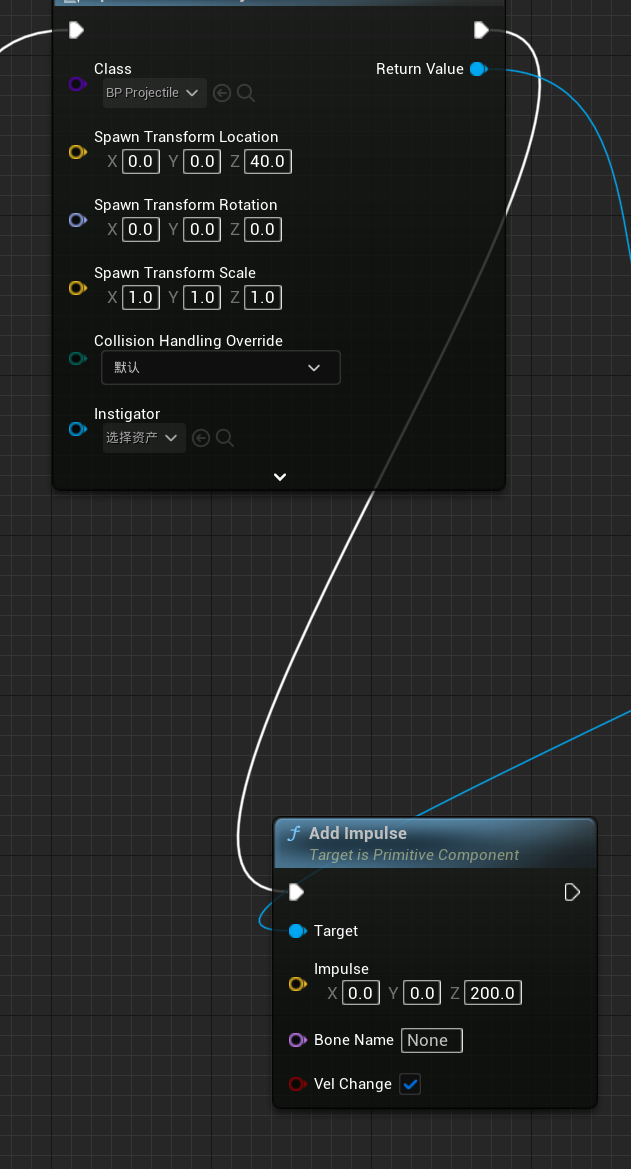 Class
BP Projectile
Return Value
Spawn Transform Location
X 0.0 Y 0.0 Z 40.0
Spawn Transform Rotation
X 0.0 Y 0.0 Z 0.0
Spawn Transform Scale
X 1.0 Y 1.0 Z 1.0
Collision Handling Override
默认
Instigator
选择资产
Add Impulse
Target is Primitive Component
Target
Impulse
X 0.0 Y 0.0 Z 200.0
Bone Name None
Vel Change